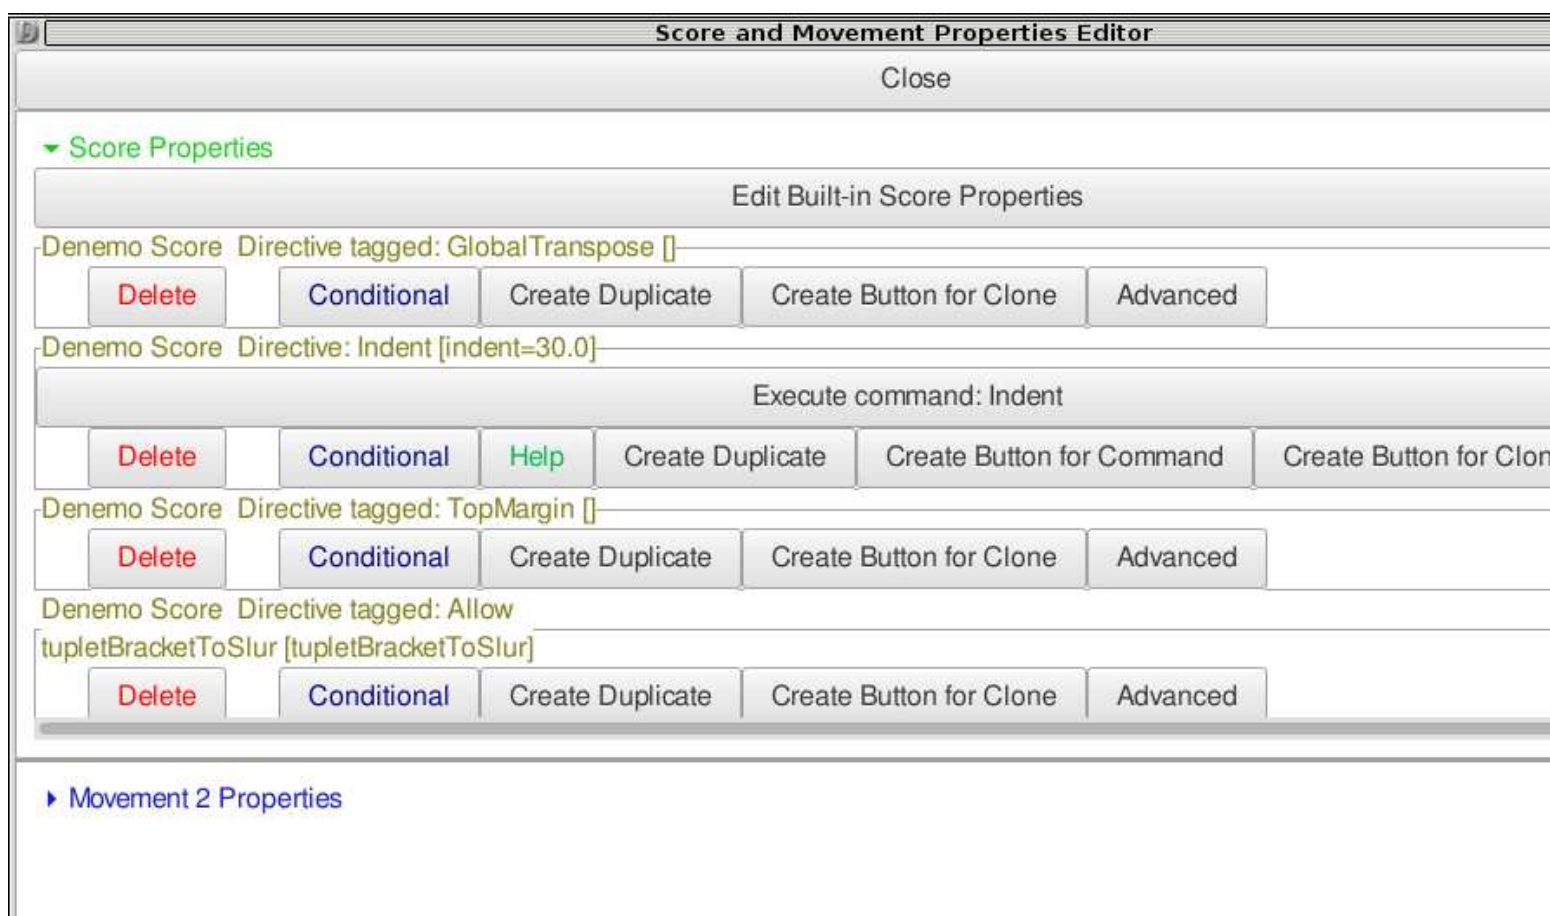 Score and Movement Properties Editor
Close
Score Properties
Edit Built-in Score Properties
Denemo Score Directive tagged: GlobalTranspose []
Delete Conditional Create Duplicate Create Button for Clone Advanced
Denemo Score Directive: Indent [indent=30.0]
Execute command: Indent
Delete Conditional Help Create Duplicate Create Button for Command Create Button for Clon
Denemo Score Directive tagged: TopMargin []
Delete Conditional Create Duplicate Create Button for Clone Advanced
Denemo Score Directive tagged: Allow
tupletBracketToSlur [tupletBracketToSlur]
Delete Conditional Create Duplicate Create Button for Clone Advanced
Movement 2 Properties